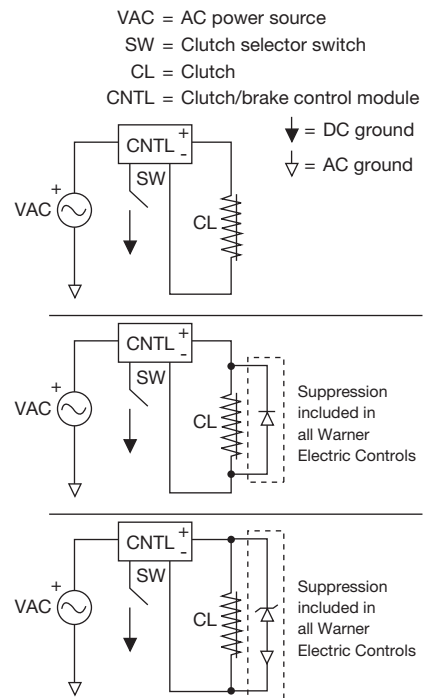 VAC = AC power source
SW = Clutch selector switch
CL = Clutch
CNTL = Clutch/brake control module
= DC ground
= AC ground
CNTL + -
SW
+
VAC
CL
CNTL + -
SW
+
VAC
CL
Suppression
included in
all Warner
Electric Controls
CNTL + -
SW
+
VAC
CL
Suppression
included in
all Warner
Electric Controls